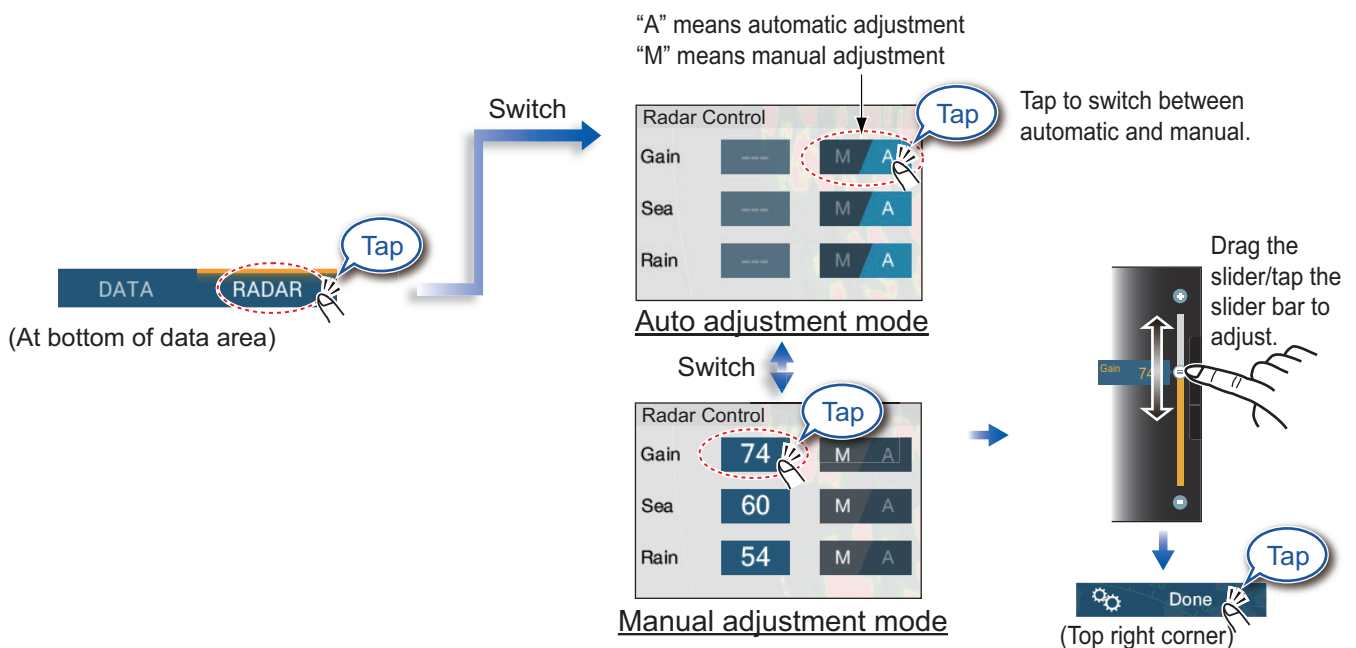 “A” means automatic adjustment
“M” means manual adjustment
Switch
Tap
Tap to switch between
automatic and manual.
Radar Control
Gain --- M A
Sea --- M A
Rain --- M A
Auto adjustment mode
Tap
DATA RADAR
(At bottom of data area)
Switch
Radar Control
Tap
Gain 74 M A
Sea 60 M A
Rain 54 M A
Manual adjustment mode
Drag the
slider/tap the
slider bar to
adjust.
Gain 74
Tap
Done
(Top right corner)